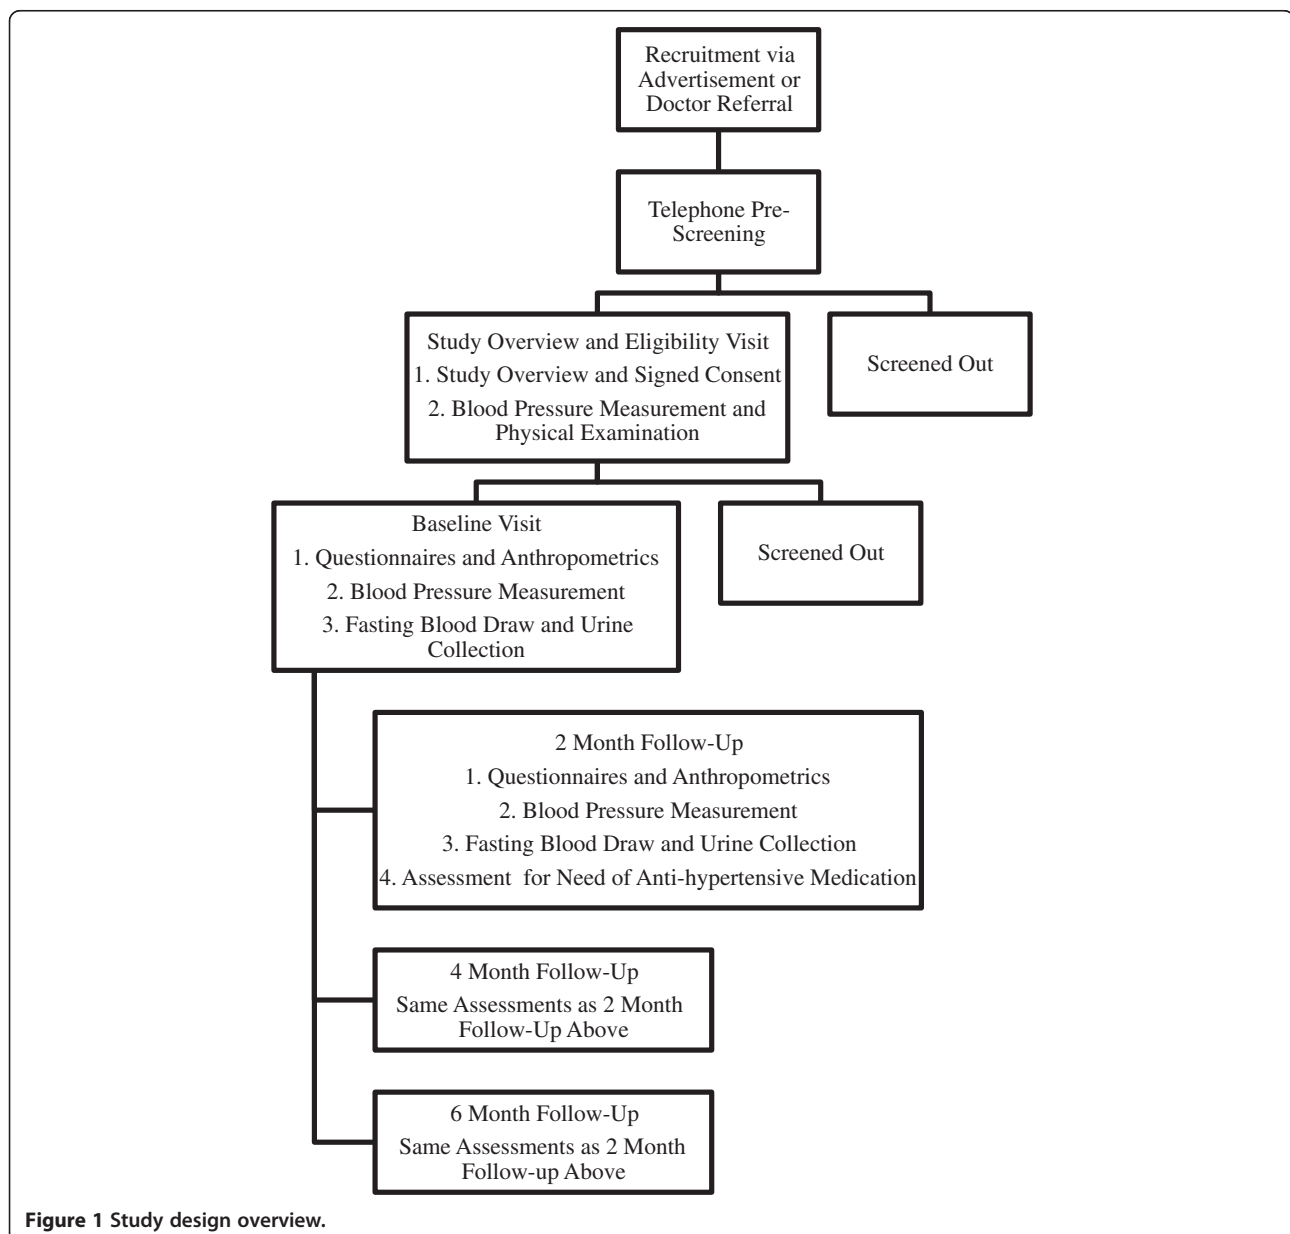 Recruitment via
Advertisement or
Doctor Referral
Telephone Pre-
Screening
Study Overview and Eligibility Visit
1. Study Overview and Signed Consent
2. Blood Pressure Measurement and
Physical Examination
Screened Out
Baseline Visit
1. Questionnaires and Anthropometrics
2. Blood Pressure Measurement
3. Fasting Blood Draw and Urine
Collection
Screened Out
2 Month Follow-Up
1. Questionnaires and Anthropometrics
2. Blood Pressure Measurement
3. Fasting Blood Draw and Urine Collection
4. Assessment for Need of Anti-hypertensive Medication
4 Month Follow-Up
Same Assessments as 2 Month
Follow-Up Above
6 Month Follow-Up
Same Assessments as 2 Month
Follow-up Above
Figure 1 Study design overview.